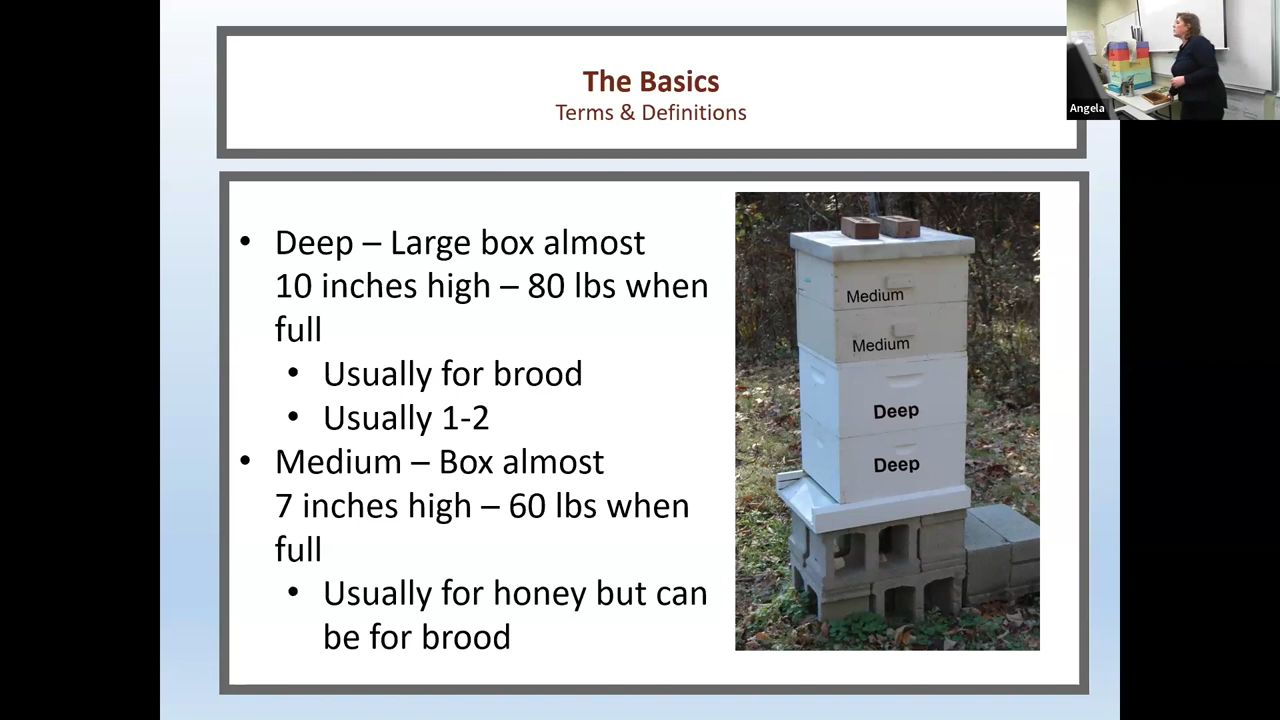 The Basics
Terms & Definitions
Angela
• Deep – Large box almost
10 inches high – 80 lbs when
full
• Usually for brood
• Usually 1-2
• Medium – Box almost
7 inches high – 60 lbs when
full
• Usually for honey but can
be for brood
Medium
Medium
Deep
Deep